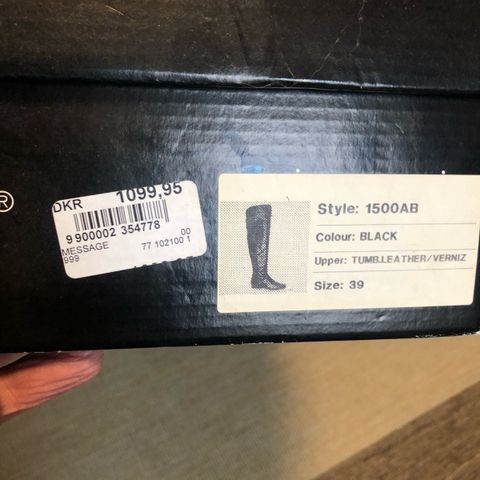 ®
DKR 1099,95
9 900002 354778
MESSAGE 00
999 77 102100 1
Style: 1500AB
Colour: BLACK
Upper: TUMB.LEATHER/VERNIZ
Size: 39